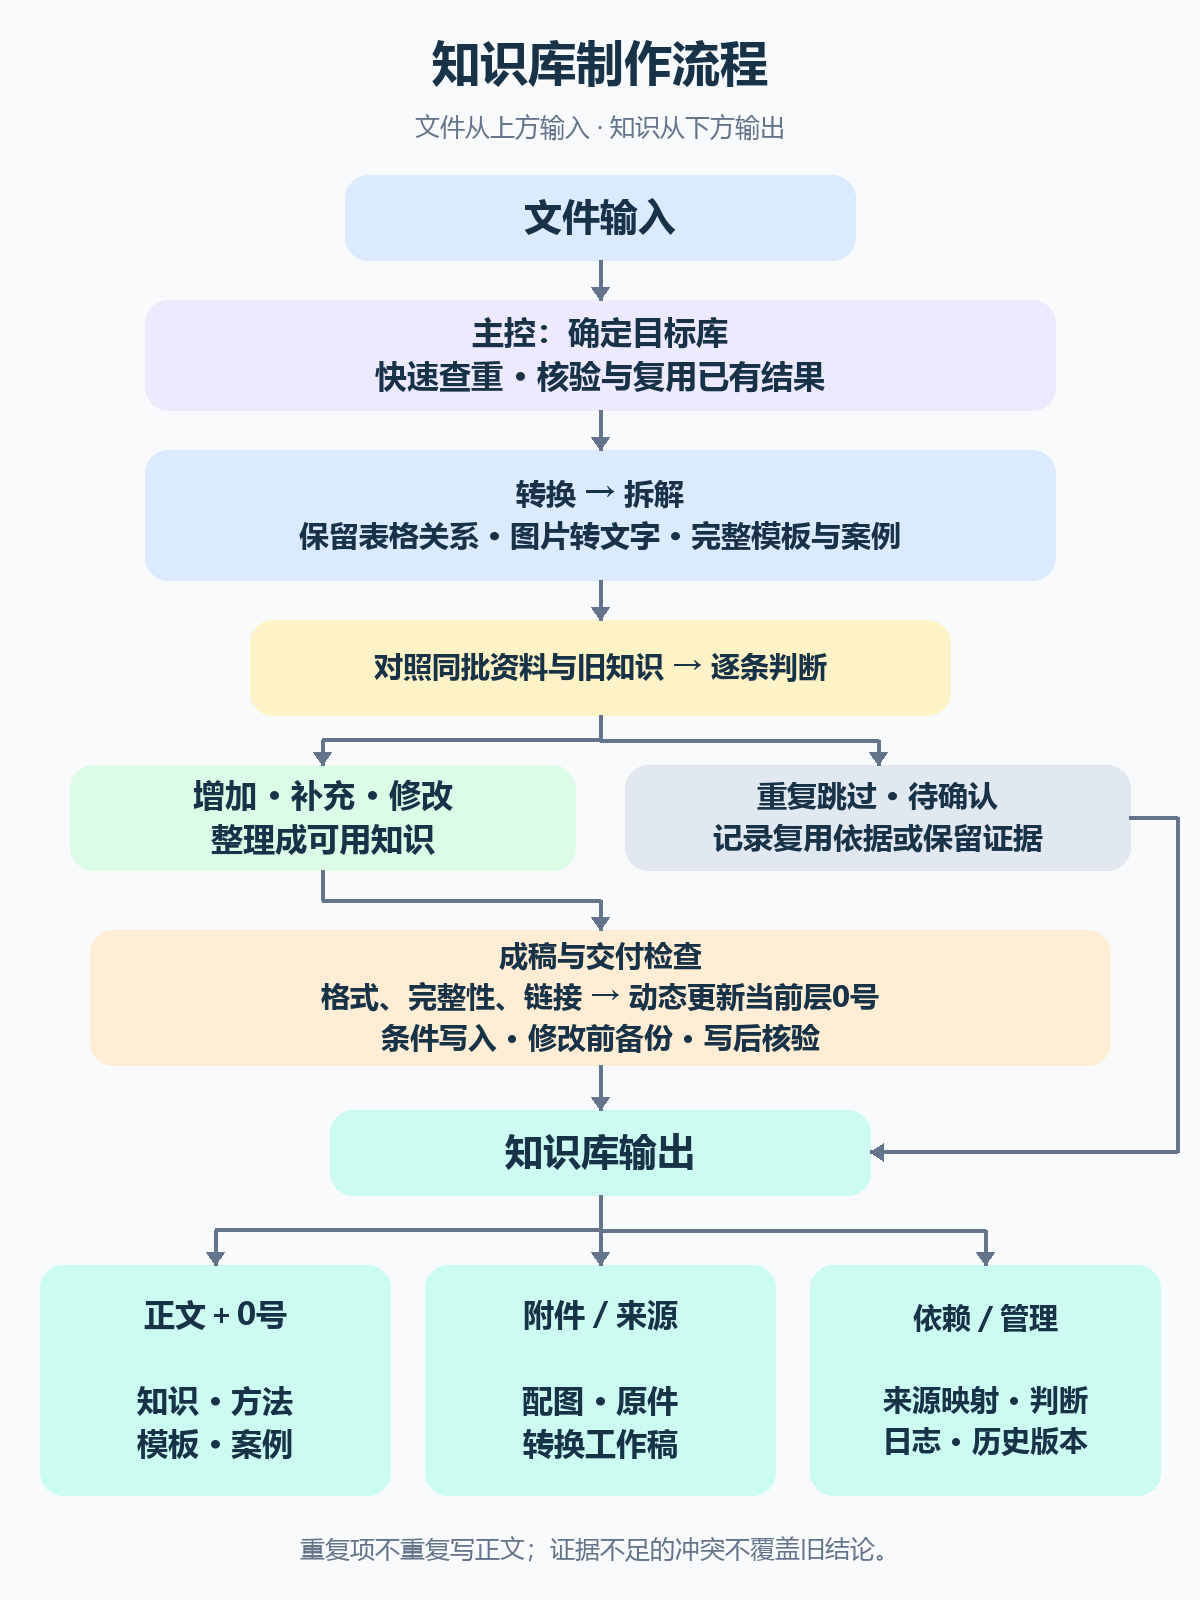 知识库制作流程
文件从上方输入 · 知识从下方输出
文件输入
主控：确定目标库
快速查重 • 核验与复用已有结果
转换 → 拆解
保留表格关系 • 图片转文字 • 完整模板与案例
对照同批资料与旧知识 → 逐条判断
增加 • 补充 • 修改
整理成可用知识
重复跳过 • 待确认
记录复用依据或保留证据
成稿与交付检查
格式、完整性、链接 → 动态更新当前层0号
条件写入 • 修改前备份 • 写后核验
知识库输出
正文 + 0号
知识 • 方法
模板 • 案例
附件 / 来源
配图 • 原件
转换工作稿
依赖 / 管理
来源映射 • 判断
日志 • 历史版本
重复项不重复写正文；证据不足的冲突不覆盖旧结论。